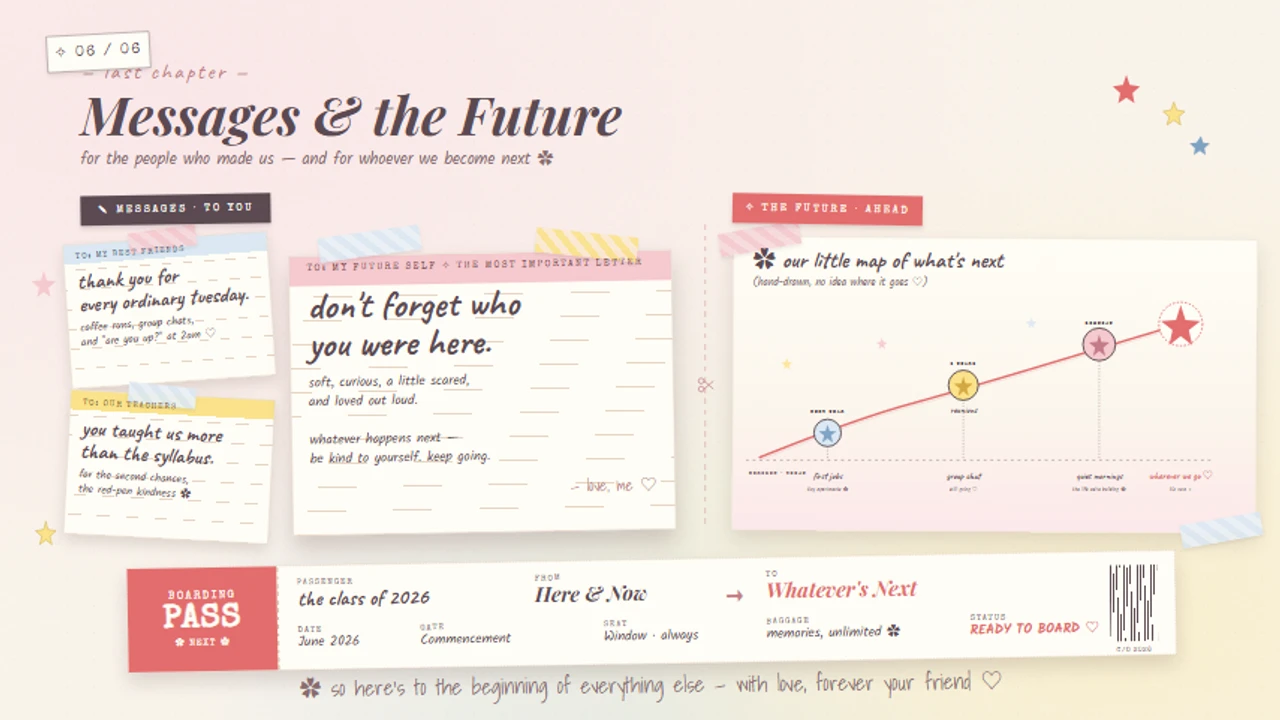 ✧ 06 / 06
– last chapter –
Messages & the Future
for the people who made us — and for whoever we become next ✽
✎ MESSAGES · TO YOU
TO: MY BEST FRIENDS
thank you for
every ordinary tuesday.
coffee runs, group chats,
and "are you up?" at 2am ♡
TO: OUR TEACHERS
you taught us more
than the syllabus.
for the second chances,
the red-pen kindness ✽
TO: MY FUTURE SELF ✧ THE MOST IMPORTANT LETTER
don't forget who
you were here.
soft, curious, a little scared,
and loved out loud.
whatever happens next —
be kind to yourself. keep going.
– love, me ♡
✧ THE FUTURE · AHEAD
✽ our little map of what's next
(hand-drawn, no idea where it goes ♡)
reunions
first jobs
group chat
still going ♡
quiet mornings
wherever we go ♡
BOARDING
PASS
✽ NEXT ✽
PASSENGER
the class of 2026
FROM
Here & Now
→
TO
Whatever's Next
DATE
June 2026
GATE
Commencement
SEAT
Window · always
BAGGAGE
memories, unlimited ✽
STATUS
READY TO BOARD ♡
C/O 2026
✽ so here's to the beginning of everything else – with love, forever your friend ♡